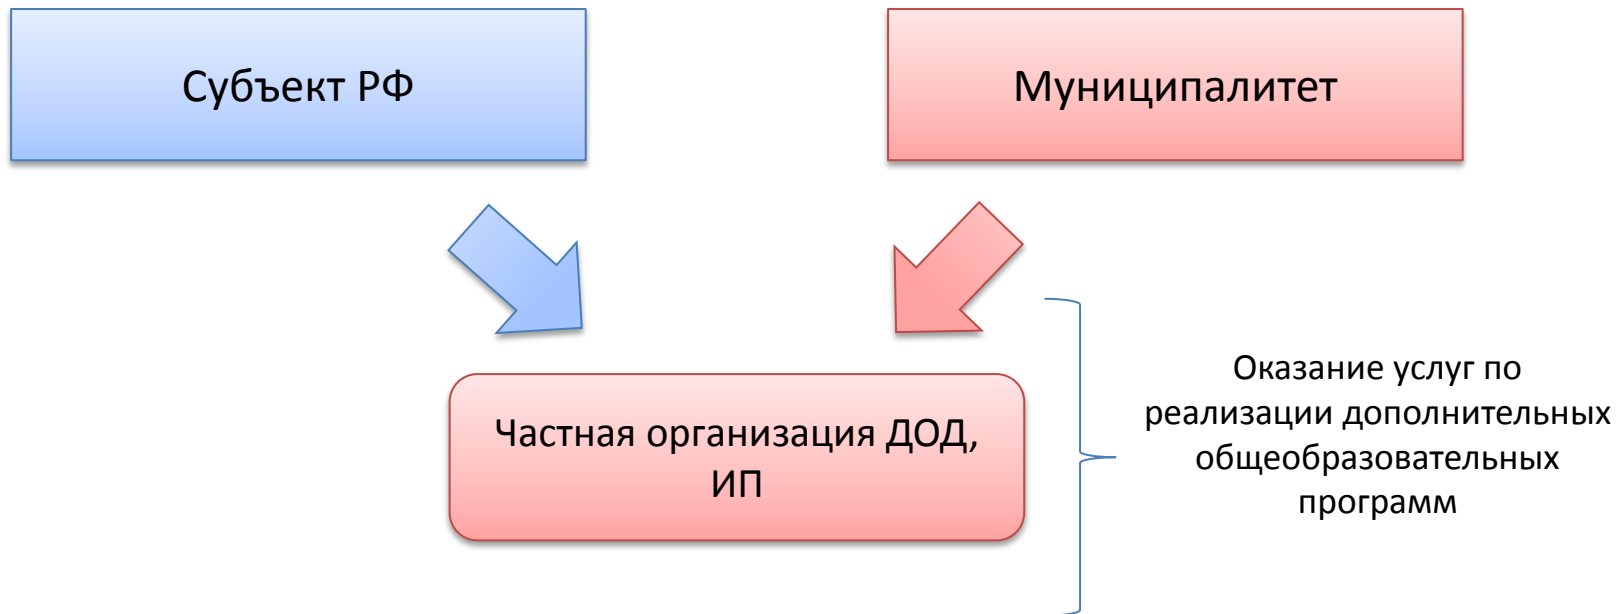 Субъект РФ
Муниципалитет
Частная организация ДОД,
ИП
Оказание услуг по
реализации дополнительных
общеобразовательных
программ